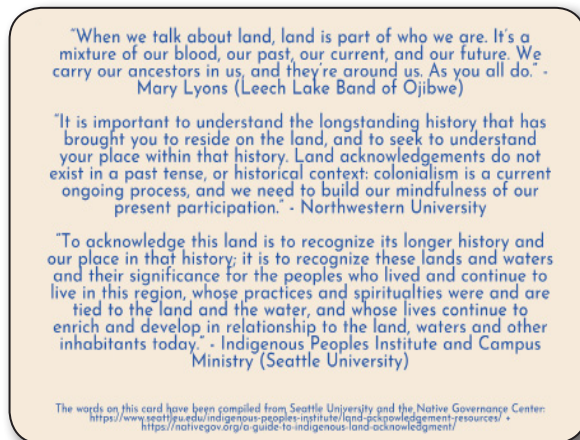 "When we talk about land, land is part of who we are. It's a
mixture of our blood, our past, our current, and our future. We
carry our ancestors in us, and they're around us. As you all do." -
Mary Lyons (Leech Lake Band of Ojibwe)
"It is important to understand the longstanding history that has
brought you to reside on the land, and to seek to understand
your place within that history. Land acknowledgements do not
exist in a past tense, or historical context: colonialism is a current
ongoing process, and we need to build our mindfulness of our
present participation." - Northwestern University
"To acknowledge this land is to recognize its longer history and
our place in that history; it is to recognize these lands and waters
and their significance for the peoples who lived and continue to
live in this region, whose practices and spiritualties were and are
tied to the land and the water, and whose lives continue to
enrich and develop in relationship to the land, waters and other
inhabitants today." - Indigenous Peoples Institute and Campus
Ministry (Seattle University)
The words on this card have been compiled from Seattle University and the Native Governance Center:
https://www.seattleu.edu/indigenous-peoples-institute/land-acknowledgement-resources/ +
https://nativegov.org/a-guide-to-indigenous-land-acknowledgment/